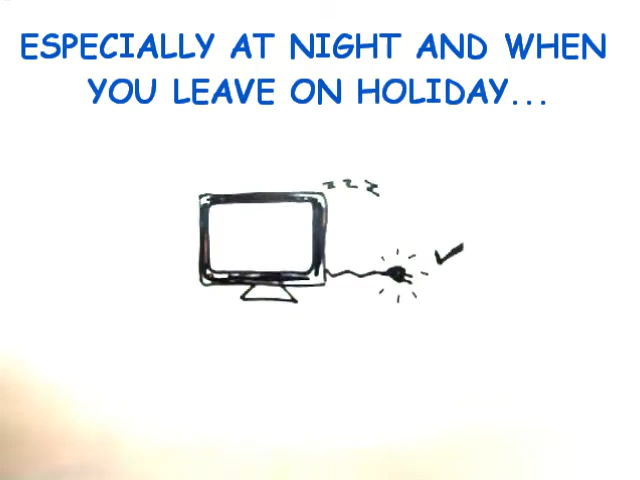 ESPECIALLY AT NIGHT AND WHEN
YOU LEAVE ON HOLIDAY...
z z z